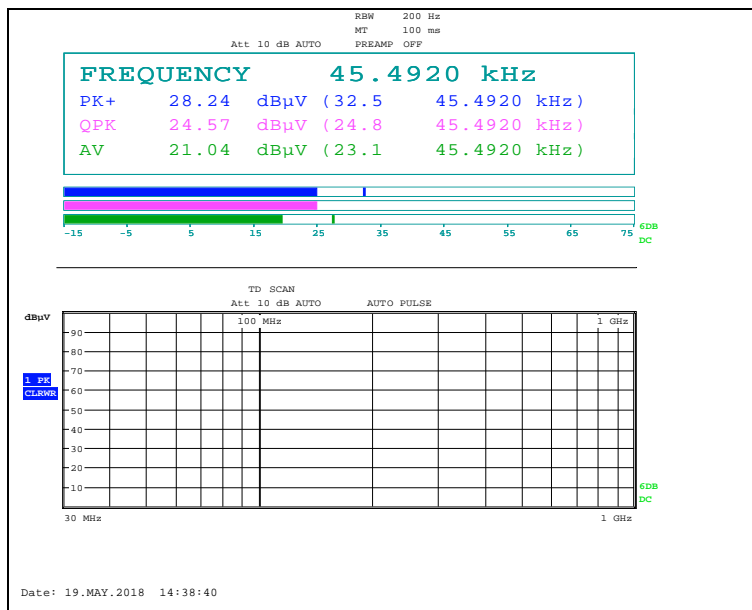 RBW 200 Hz
MT 100 ms
Att 10 dB AUTO PREAMP OFF
FREQUENCY 45.4920 kHz
PK+ 28.24 dBµV (32.5 45.4920 kHz)
QPK 24.57 dBµV (24.8 45.4920 kHz)
AV 21.04 dBµV (23.1 45.4920 kHz)
-15 -5 5 15 25 35 45 55 65 75
6DB
DC
TD SCAN
Att 10 dB AUTO AUTO PULSE
dBµV
100 MHz 1 GHz
90
80
70
1 PK
60
CLRWR
50
40
30
20
10
6DB
DC
30 MHz 1 GHz
Date: 19.MAY.2018 14:38:40